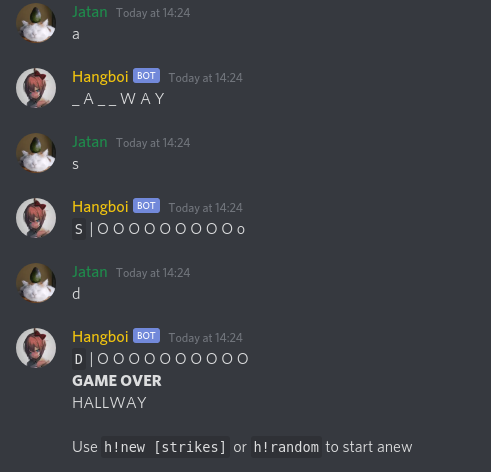 Jatan Today at 14:24
a
Hangboi BOT Today at 14:24
_ A _ _ W A Y
Jatan Today at 14:24
s
Hangboi BOT Today at 14:24
S | O O O O O O O O O o
Jatan Today at 14:24
d
Hangboi BOT Today at 14:24
D | O O O O O O O O O O
GAME OVER
HALLWAY
Use h!new [strikes] or h!random to start anew